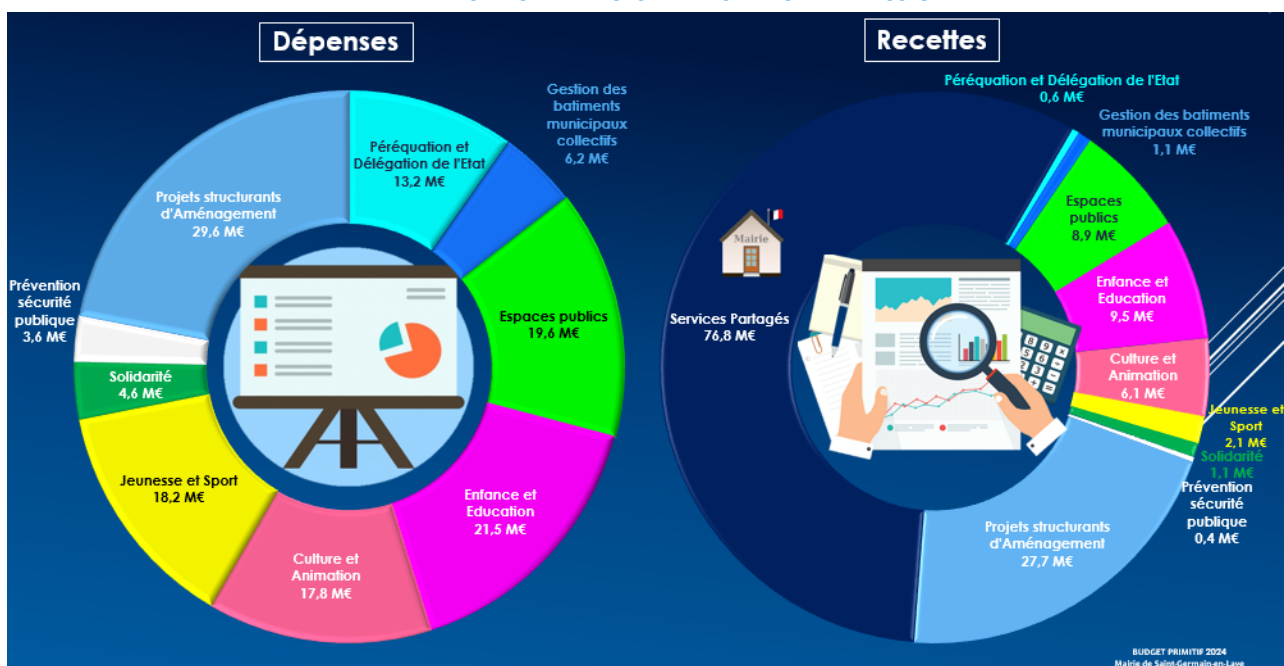 Dépenses
Gestion des
batiments
municipaux
collectifs
6,2 M€
Péréquation et
Délégation de l'Etat
13,2 M€
Projets structurants
d'Aménagement
29,6 M€
Prévention
sécurité
publique
3,6 M€
Espaces publics
19,6 M€
Solidarité
4,6 M€
Jeunesse et Sport
18,2 M€
Enfance et
Education
21,5 M€
Culture et
Animation
17,8 M€
Recettes
Péréquation et Délégation de l'Etat
0,6 M€
Gestion des batiments
municipaux collectifs
1,1 M€
Espaces
publics
8,9 M€
Mairie
Enfance et
Education
9,5 M€
Services Partagés
76,8 M€
Culture et
Animation
6,1 M€
Jeunesse et
Sport
2,1 M€
Solidarité
1,1 M€
Prévention
sécurité
publique
0,4 M€
Projets structurants
d'Aménagement
27,7 M€
BUDGET PRIMITIF 2024
Mairie de Saint-Germain-en-Laye